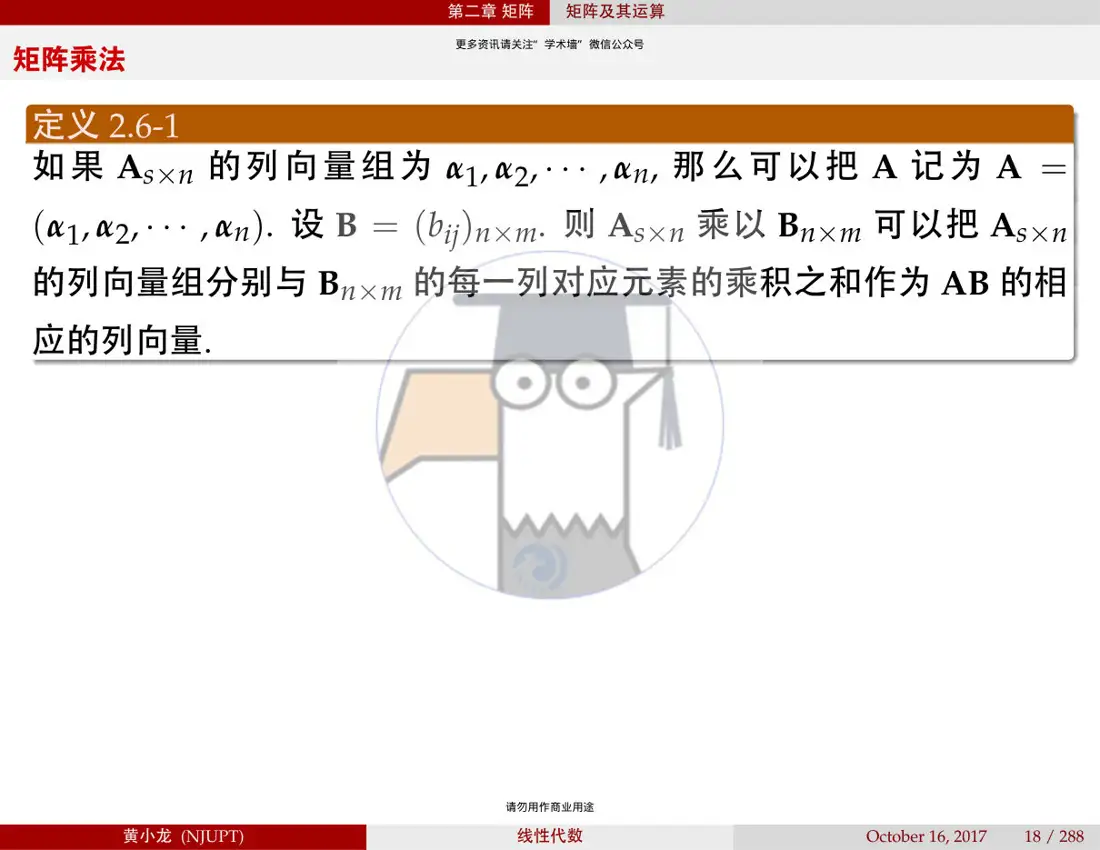 第二章 矩阵 矩阵及其运算
更多资讯请关注“学术墙”微信公众号
矩阵乘法
定义 2.6-1
如果 A_{s×n} 的列向量组为 α_1, α_2, ··· , α_n, 那么可以把 A 记为 A =
(α_1, α_2, ··· , α_n). 设 B = (b_{ij})_{n×m}. 则 A_{s×n} 乘以 B_{n×m} 可以把 A_{s×n}
的列向量组分别与 B_{n×m} 的每一列对应元素的乘积之和作为 AB 的相
应的列向量.
请勿用作商业用途
黄小龙 (NJUPT) 线性代数 October 16, 2017 18 / 288